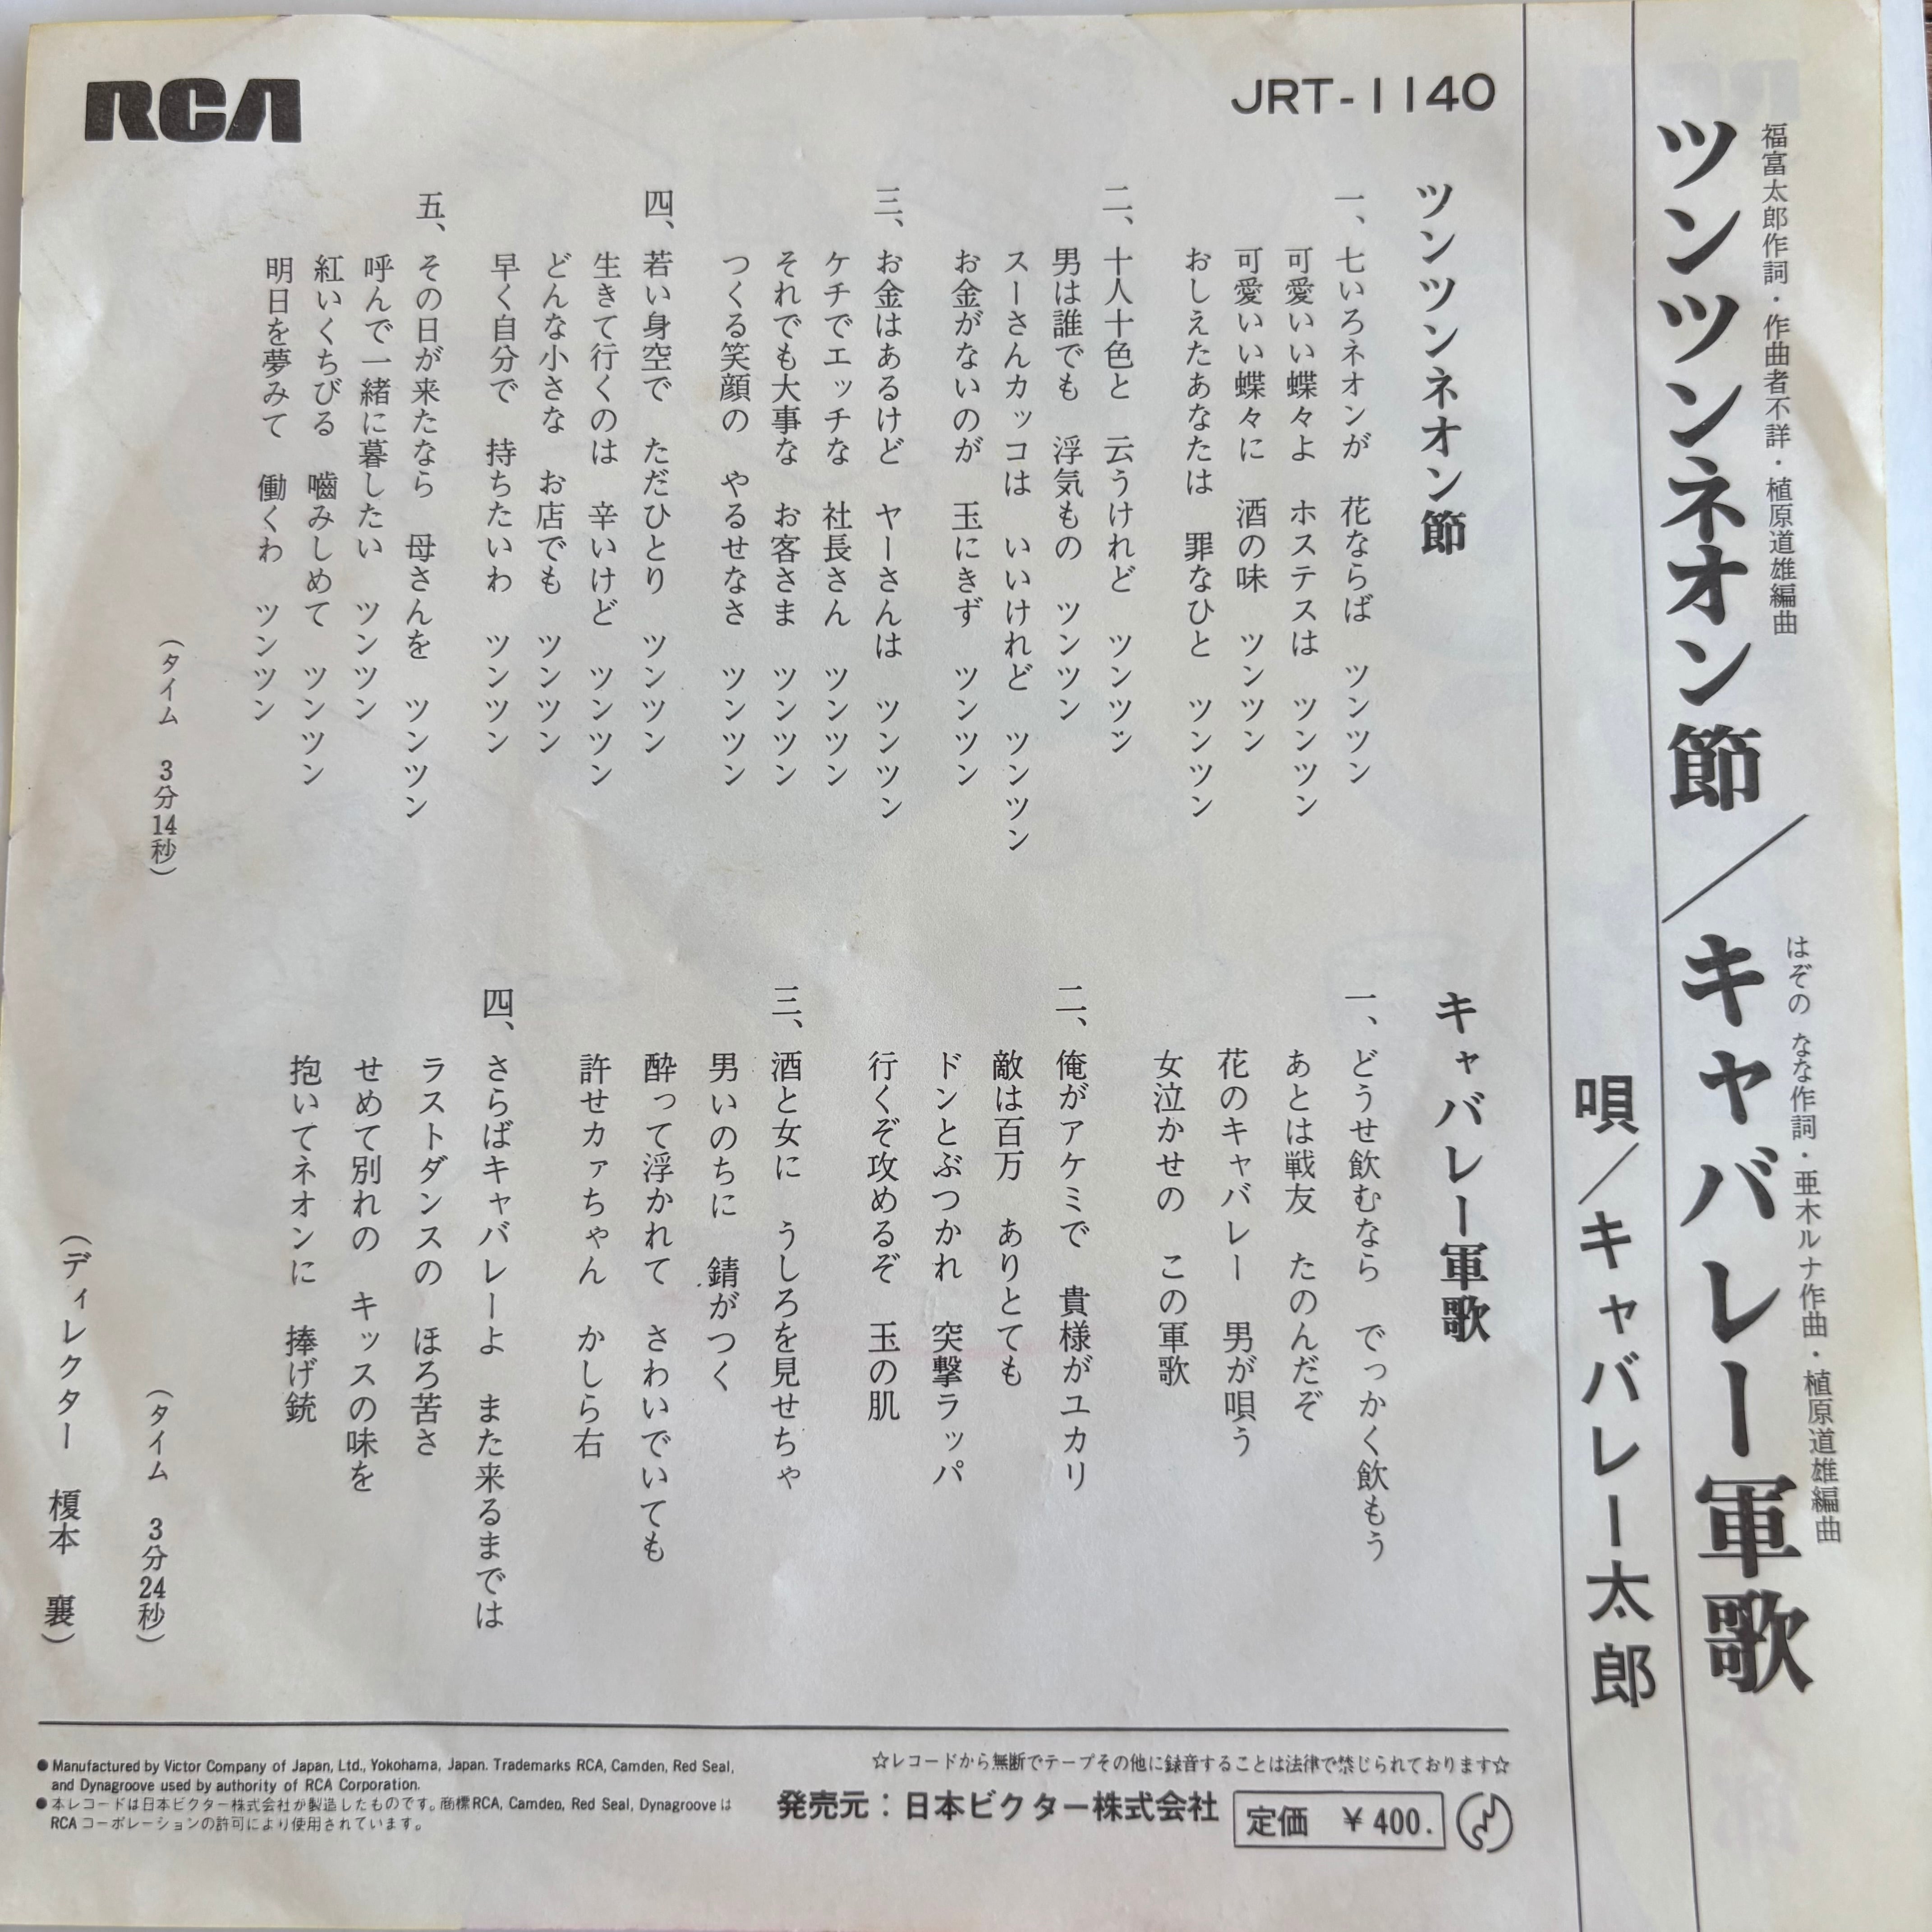 福富太郎作詞・作曲者不詳・植原道雄編曲
はぞの なな作詞・亜木ルナ作曲・植原道雄編曲
ツンツンネオン節／キャバレー軍歌
唄／キャバレー太郎
JRT-1140
RCA
ツンツンネオン節
一、七いろネオンが 花ならば ツンツン
可愛いい蝶々よ ホステスは ツンツン
可愛いい蝶々に 酒の味 ツンツン
おしえたあなたは 罪なひと ツンツン
二、十人十色と 云うけれど ツンツン
男は誰でも 浮気もの ツンツン
スーさんカッコは いいけれど ツンツン
お金がないのが 玉にきず ツンツン
三、お金はあるけど ヤーさんは ツンツン
ケチでエッチな 社長さん ツンツン
それでも大事な お客さま ツンツン
つくる笑顔の やるせなさ ツンツン
四、若い身空で ただひとり ツンツン
生きて行くのは 辛いけど ツンツン
どんな小さな お店でも ツンツン
早く自分で 持ちたいわ ツンツン
五、その日が来たなら 母さんを ツンツン
呼んで一緒に暮したい ツンツン
紅いくちびる 嚙みしめて ツンツン
明日を夢みて 働くわ ツンツン
（タイム 3分14秒）
キャバレー軍歌
一、どうせ飲むなら でっかく飲もう
あとは戦友 たのんだぞ
花のキャバレー 男が唄う
女泣かせの この軍歌
二、俺がアケミで 貴様がユカリ
敵は百万 ありとても
ドンとぶつかれ 突撃ラッパ
行くぞ攻めるぞ 玉の肌
三、酒と女に うしろを見せちゃ
男いのちに 錆がつく
酔って浮かれて さわいでいても
許せカァちゃん かしら右
四、さらばキャバレーよ また来るまでは
ラストダンスの ほろ苦さ
せめて別れの キッスの味を
抱いてネオンに 捧げ銃
（タイム 3分24秒）
（ディレクター 榎本 襄）
☆レコードから無断でテープその他に録音することは法律で禁じられております☆
発売元：日本ビクター株式会社
定価 ￥400.
●Manufactured by Victor Company of Japan, Ltd., Yokohama, Japan. Trademarks RCA, Camden, Red Seal,
and Dynagroove used by authority of RCA Corporation.
●本レコードは日本ビクター株式会社が製造したものです。商標RCA, Camden, Red Seal, Dynagrooveは
RCAコーポレーションの許可により使用されています。